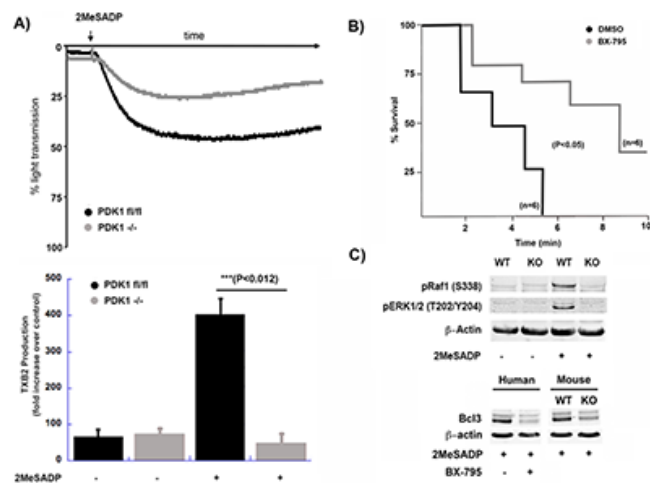 A)
2MeSADP
time
0
25
50
75
100
% light transmission
PDK1 fl/fl
PDK1 -/-
PDK1 fl/fl
PDK1 -/-
***(P<0.012)
500
400
300
200
100
0
TXB2 Production
(fold increase over control)
2MeSADP - - + +
B)
DMSO
BX-795
100
75
50
25
% Survival
(P<0.05)
(n=6)
(n=6)
2 4 6 8 10
Time (min)
C)
WT KO WT KO
pRaf1 (S338)
pERK1/2 (T202/Y204)
β-Actin
2MeSADP - - + +
Human Mouse
WT KO
Bcl3
β-actin
2MeSADP + + + +
BX-795 - +